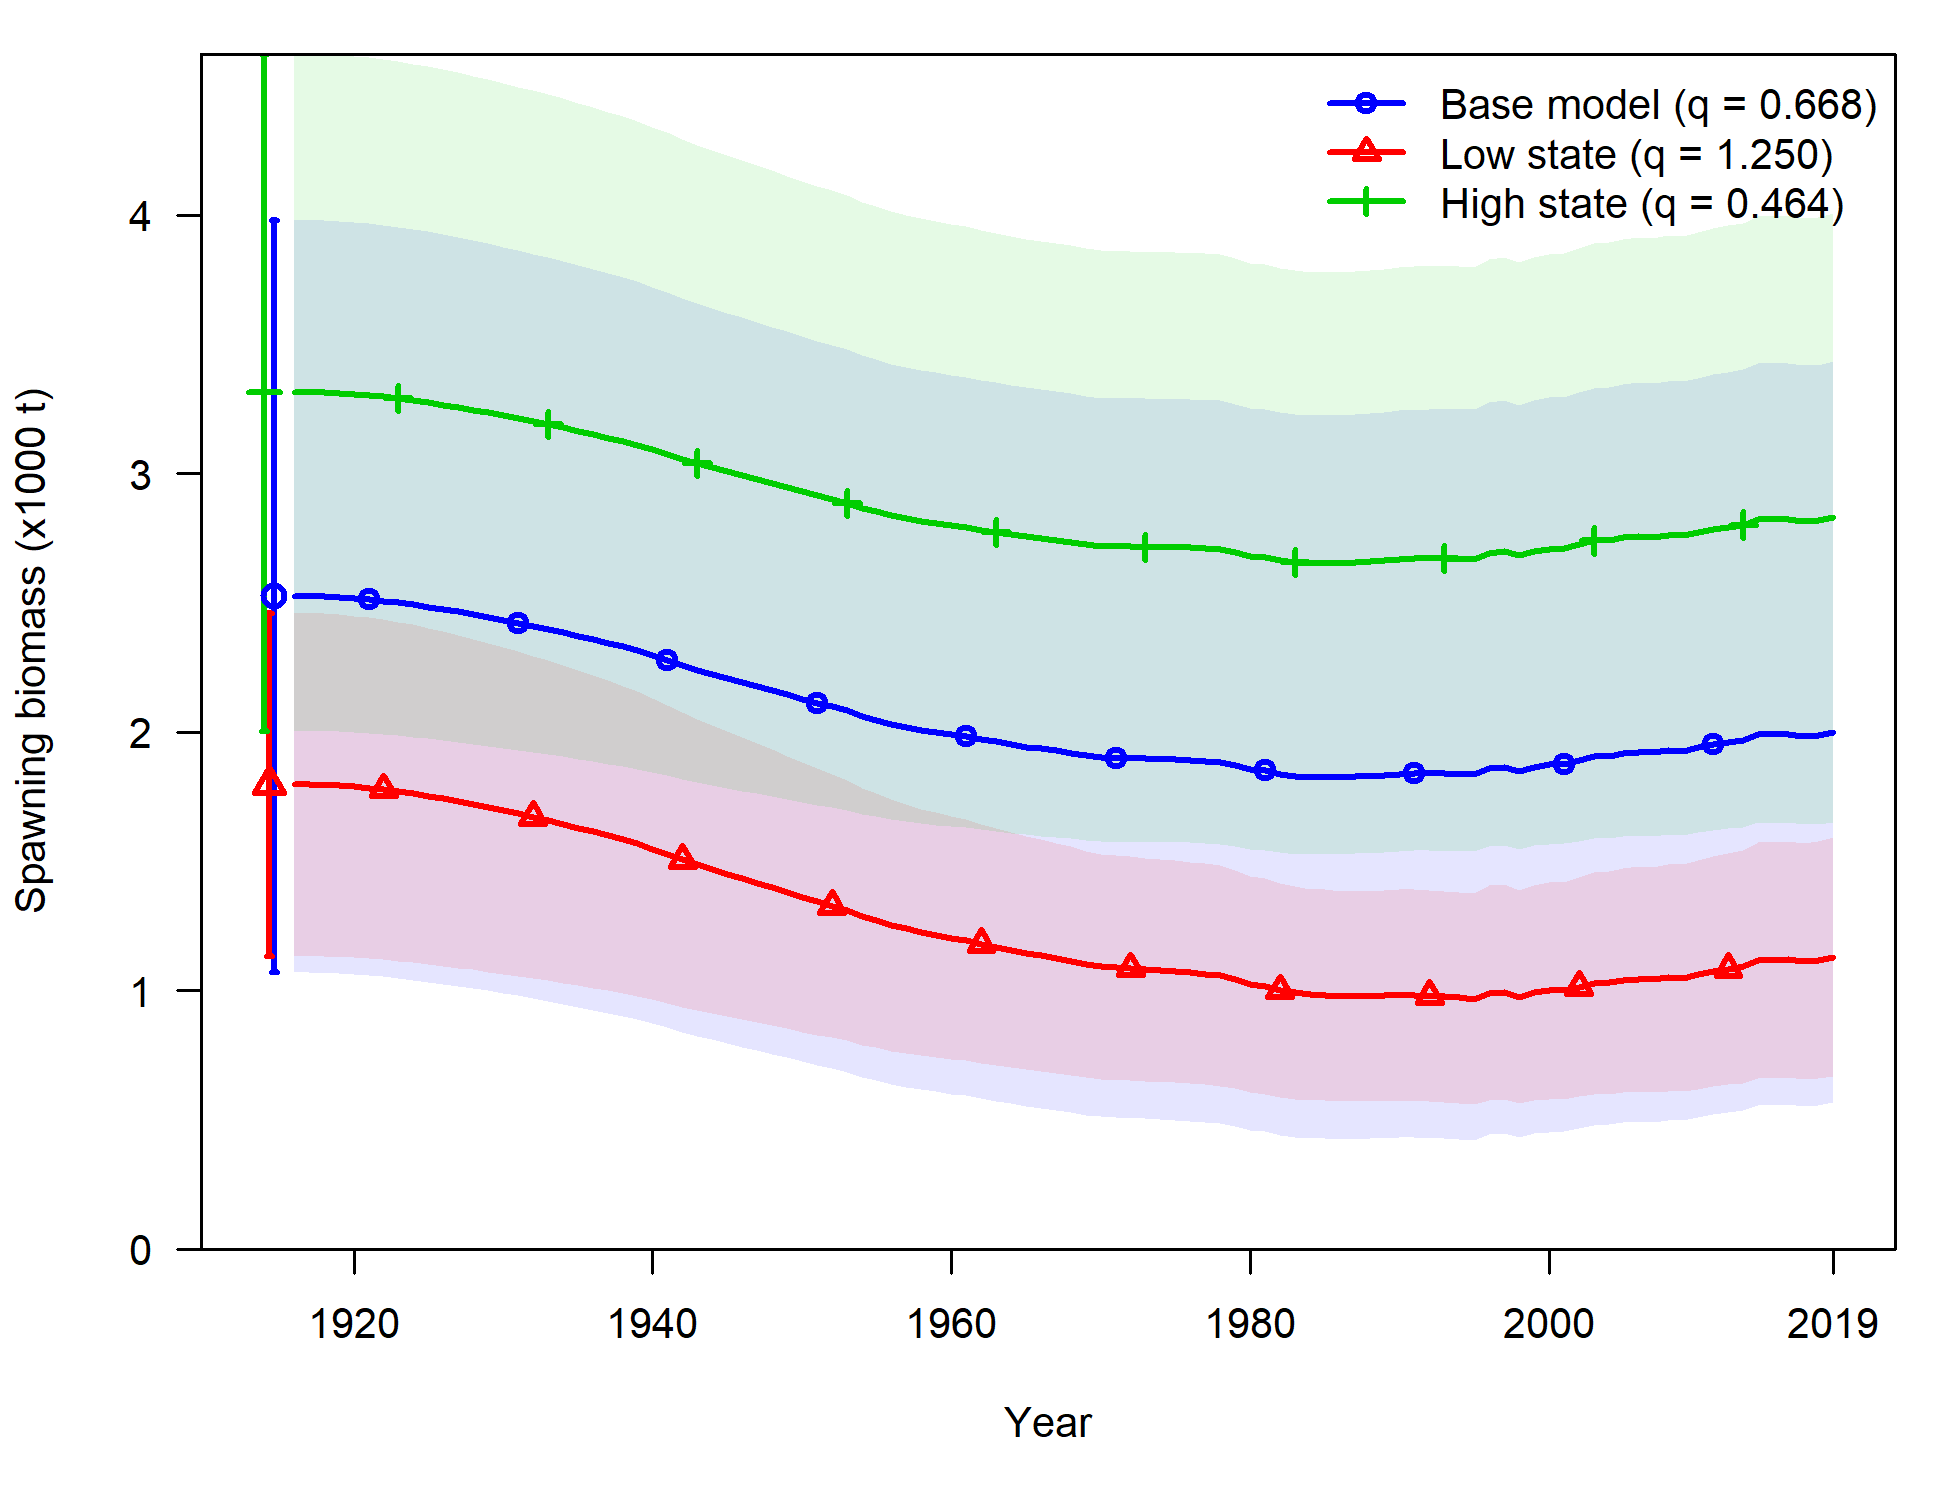 Base model (q = 0.668)
Low state (q = 1.250)
High state (q = 0.464)
Spawning biomass (x1000 t)
4
3
2
1
0
1920 1940 1960 1980 2000 2019
Year